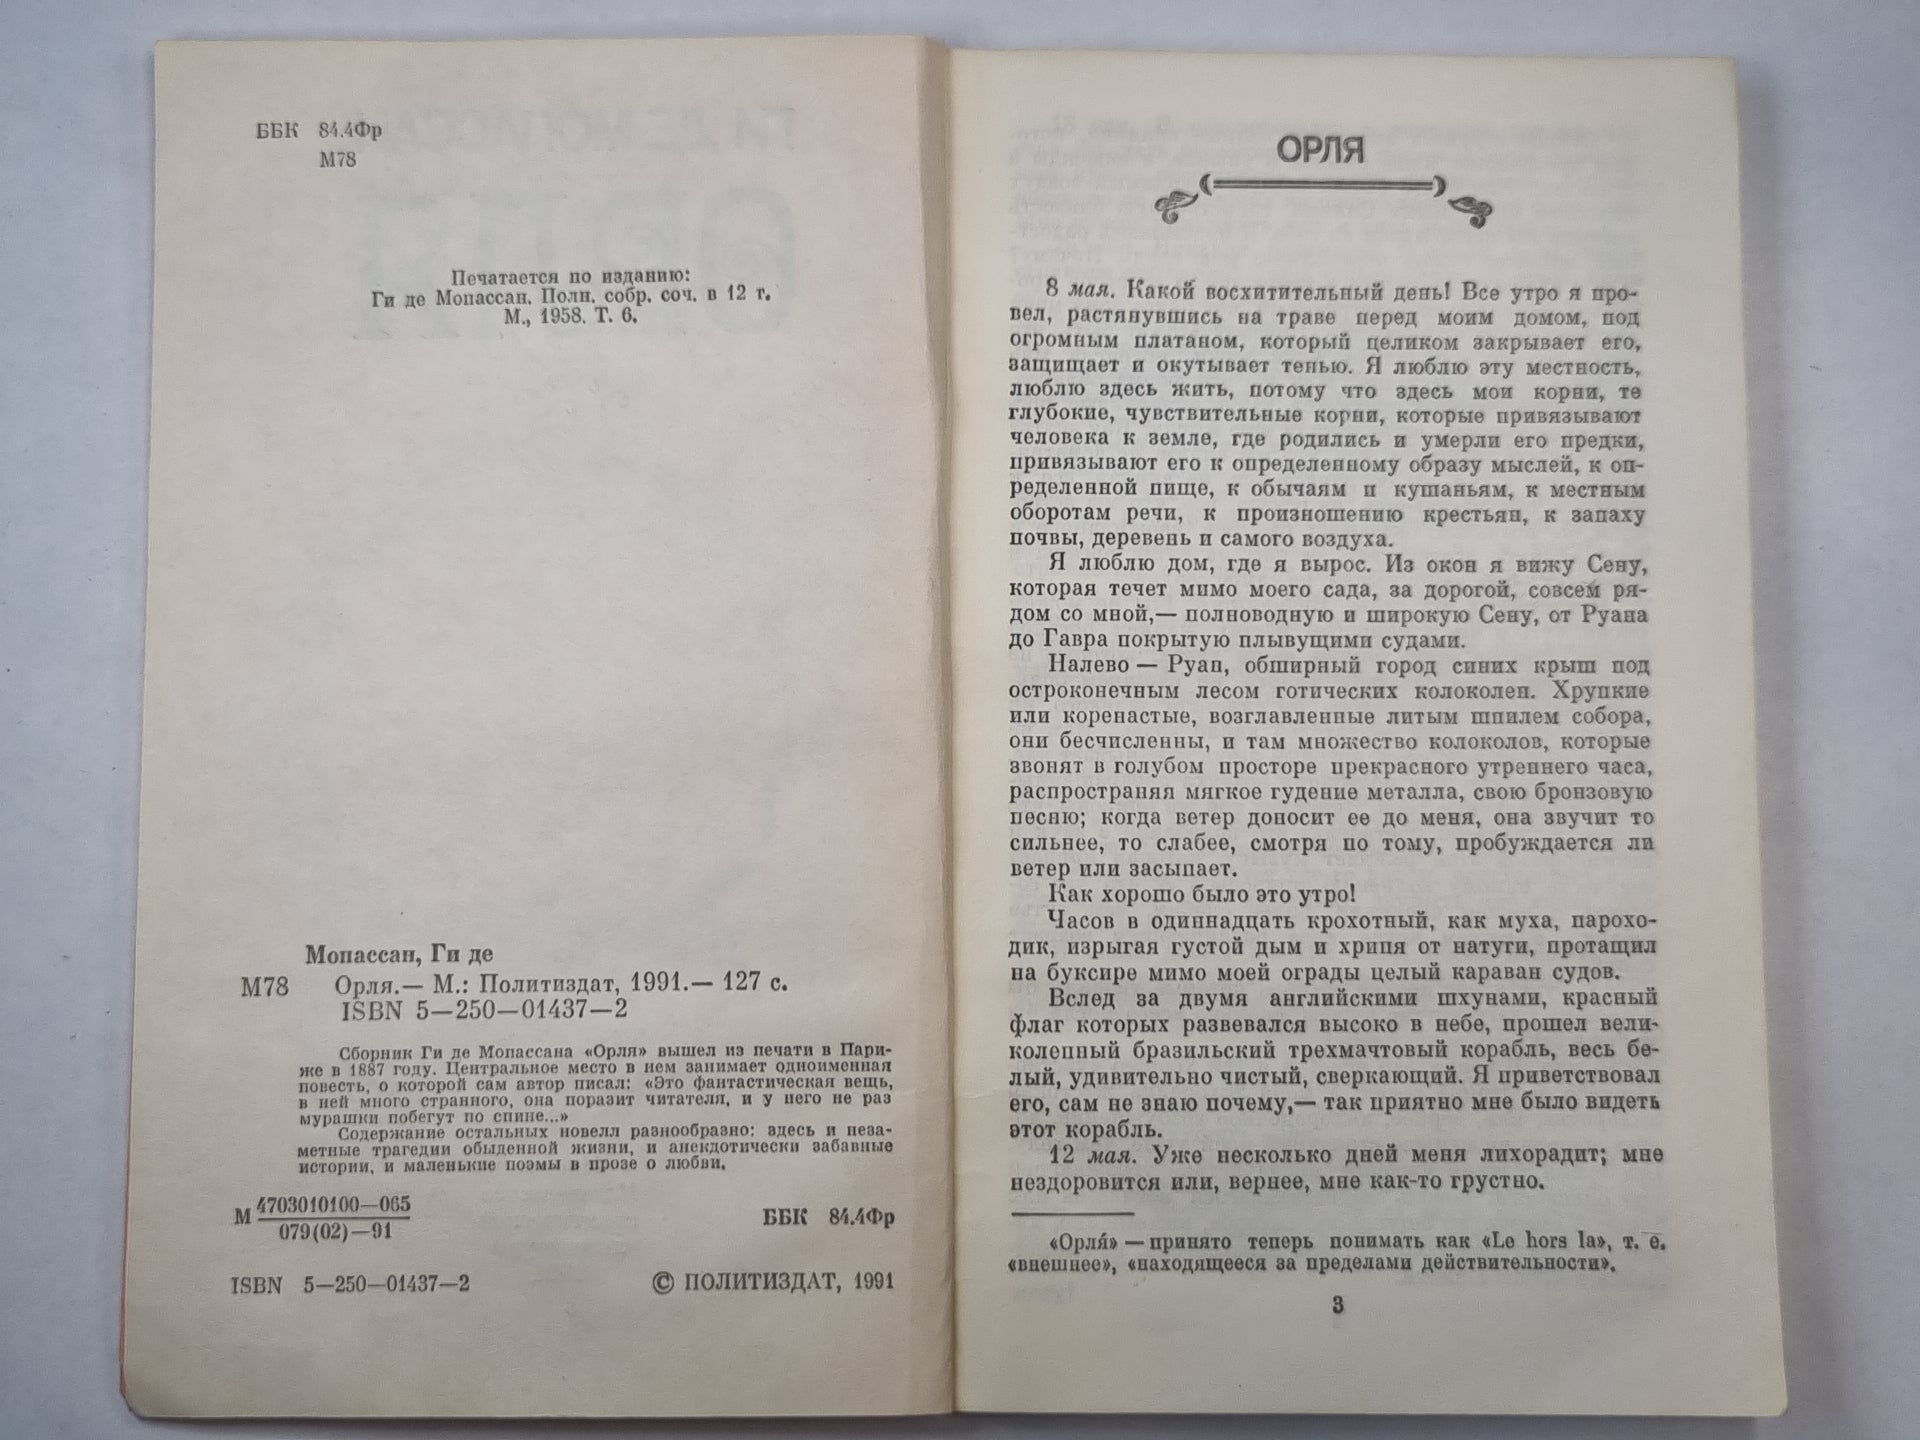 ББК 84.4Фр
М78
Печатается по изданию:
Ги де Мопассан. Полн. собр. соч. в 12 т.
М., 1958. Т. 6.
Мопассан, Ги де
М78 Орля.— М.: Политиздат, 1991.— 127 с.
ISBN 5—250—01437—2
Сборник Ги де Мопассана «Орля» вышел из печати в Пари-
же в 1887 году. Центральное место в нем занимает одноименная
повесть, о которой сам автор писал: «Это фантастическая вещь,
в ней много странного, она поразит читателя, и у него не раз
мурашки побегут по спине...»
Содержание остальных новелл разнообразно: здесь и неза-
метные трагедии обыденной жизни, и анекдотически забавные
истории, и маленькие поэмы в прозе о любви.
М 4703010100—065
079(02)—91
ББК 84.4Фр
ISBN 5—250—01437—2
© ПОЛИТИЗДАТ, 1991
ОРЛЯ
8 мая. Какой восхитительный день! Все утро я про-
вел, растянувшись на траве перед моим домом, под
огромным платаном, который целиком закрывает его,
защищает и окутывает тенью. Я люблю эту местность,
люблю здесь жить, потому что здесь мои корни, те
глубокие, чувствительные корни, которые привязывают
человека к земле, где родились и умерли его предки,
привязывают его к определенному образу мыслей, к оп-
ределенной пище, к обычаям и кушаньям, к местным
оборотам речи, к произношению крестьян, к запаху
почвы, деревень и самого воздуха.
Я люблю дом, где я вырос. Из окон я вижу Сену,
которая течет мимо моего сада, за дорогой, совсем ря-
дом со мной,— полноводную и широкую Сену, от Руана
до Гавра покрытую плывущими судами.
Налево — Руан, обширный город синих крыш под
остроконечным лесом готических колоколен. Хрупкие
или коренастые, возглавленные литым шпилем собора,
они бесчисленны, и там множество колоколов, которые
звонят в голубом просторе прекрасного утреннего часа,
распространяя мягкое гудение металла, свою бронзовую
песню; когда ветер доносит ее до меня, она звучит то
сильнее, то слабее, смотря по тому, пробуждается ли
ветер или засыпает.
Как хорошо было это утро!
Часов в одиннадцать крохотный, как муха, парохо-
дик, изрыгая густой дым и хрипя от натуги, протащил
на буксире мимо моей ограды целый караван судов.
Вслед за двумя английскими шхунами, красный
флаг которых развевался высоко в небе, прошел вели-
колепный бразильский трехмачтовый корабль, весь бе-
лый, удивительно чистый, сверкающий. Я приветствовал
его, сам не знаю почему,— так приятно мне было видеть
этот корабль.
12 мая. Уже несколько дней меня лихорадит; мне
нездоровится или, вернее, мне как-то грустно.
«Орля́» — принято теперь понимать как «Le hors la», т. е.
«внешнее», «находящееся за пределами действительности».
3